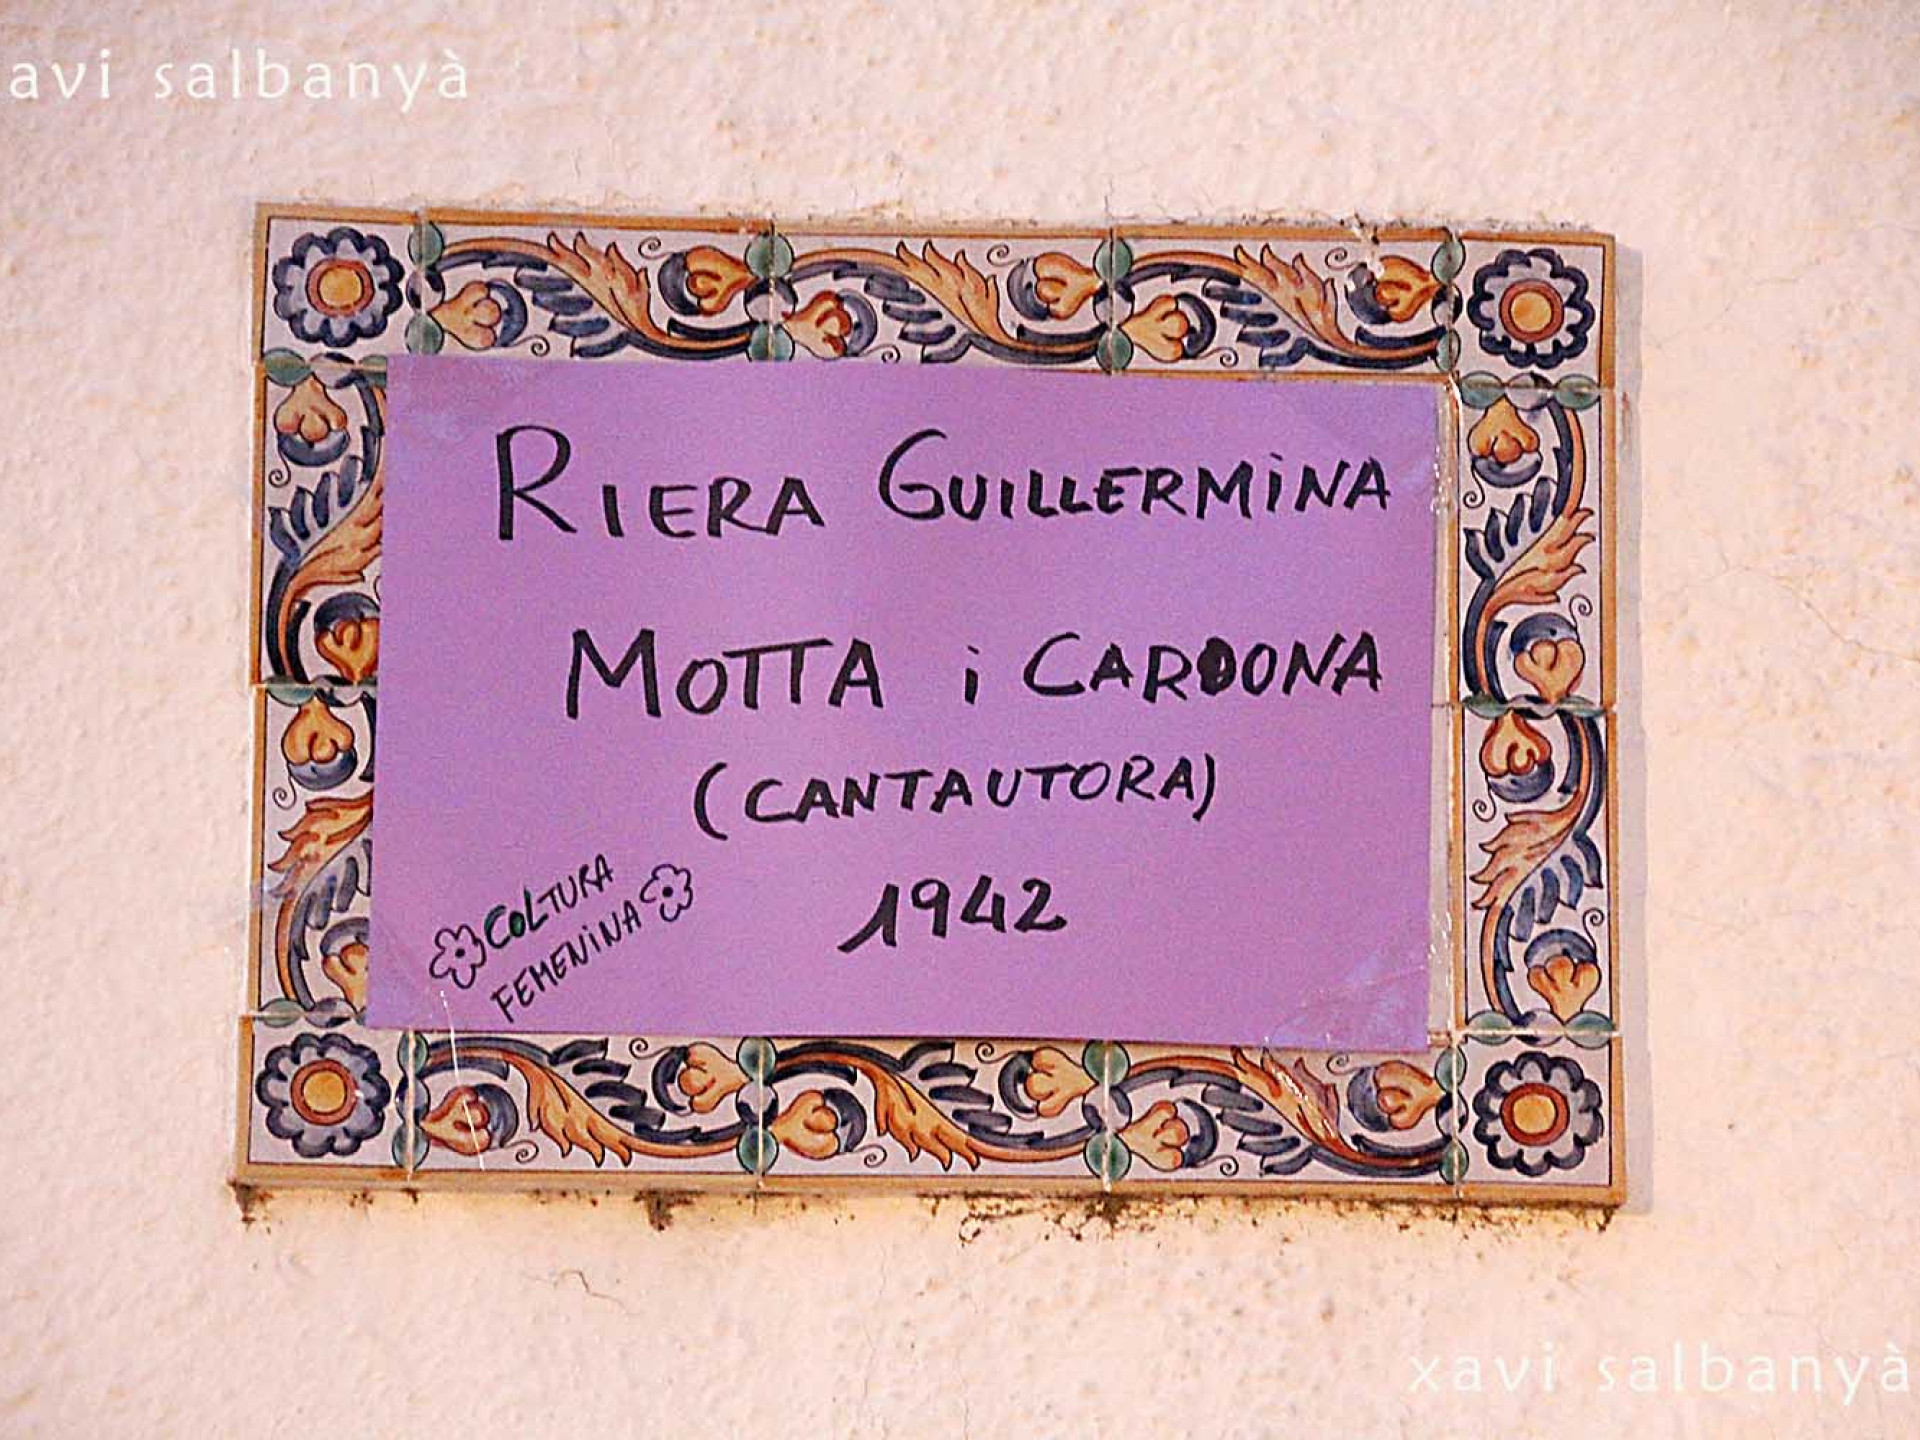 avi salbanyà
RIERA GUILLERMINA
MOTTA i CARDONA
(CANTAUTORA)
1942
COLTURA
FEMENINA
xavi salbanyà